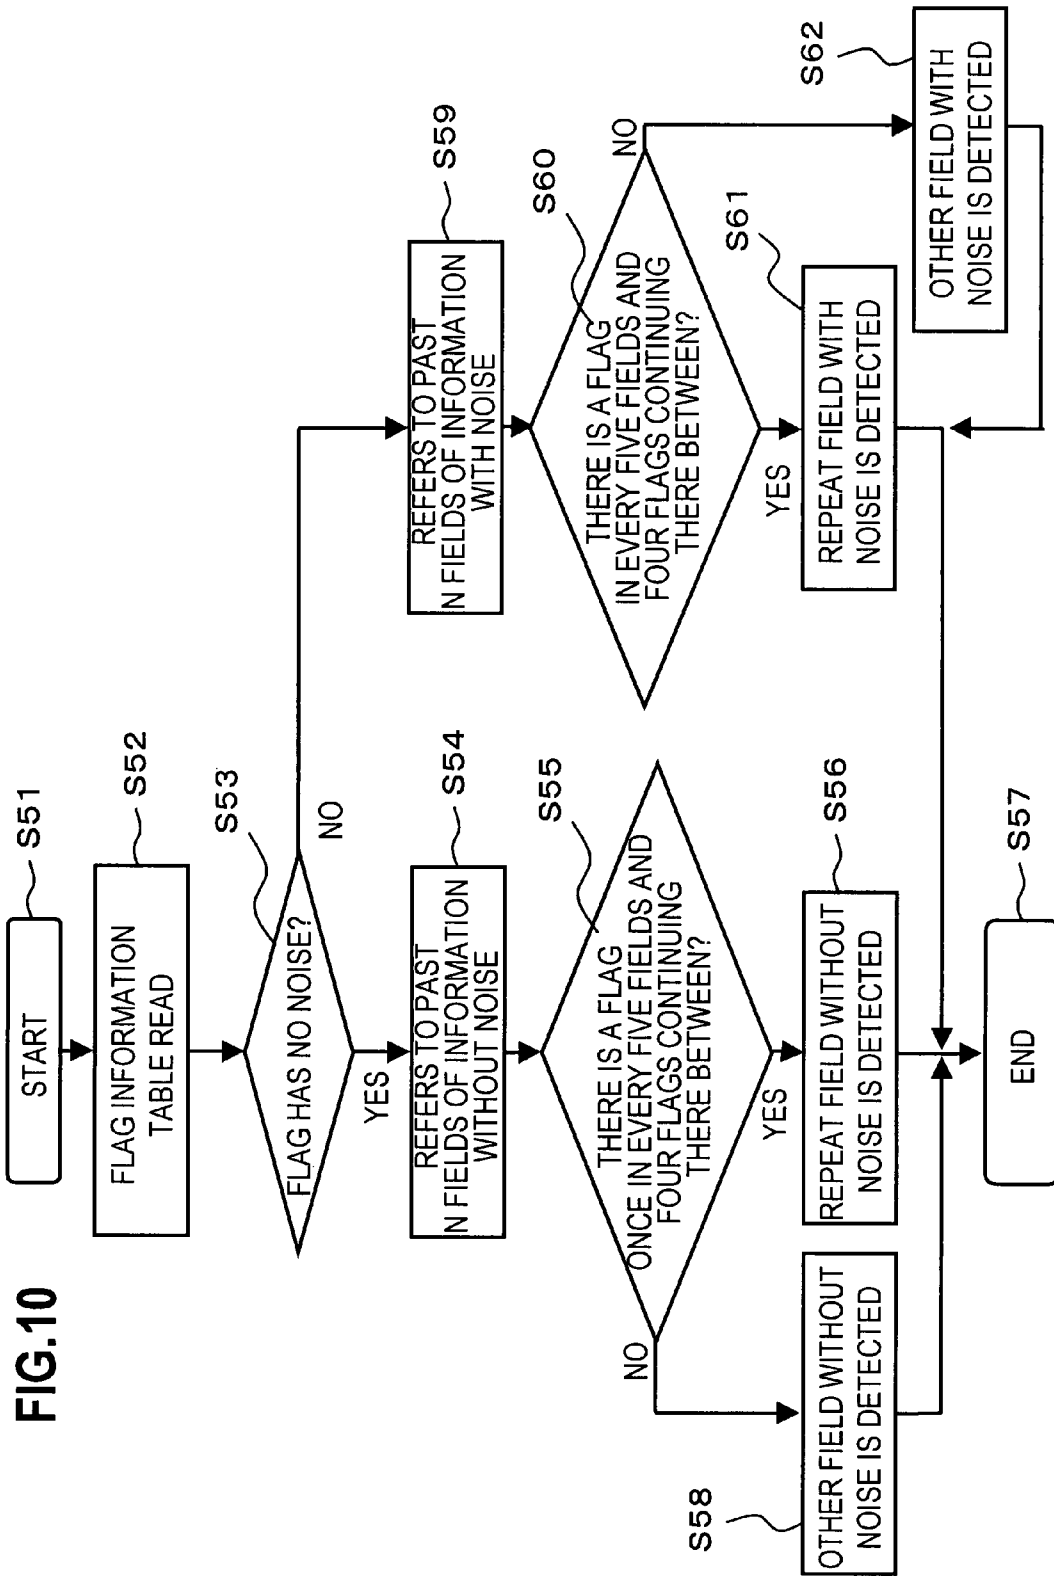 FIG.10
START
S51
FLAG INFORMATION
TABLE READ
S52
FLAG HAS NO NOISE?
S53
NO
YES
REFERS TO PAST
N FIELDS OF INFORMATION
WITHOUT NOISE
S54
THERE IS A FLAG
ONCE IN EVERY FIVE FIELDS AND
FOUR FLAGS CONTINUING
THERE BETWEEN?
S55
NO
YES
REPEAT FIELD WITHOUT
NOISE IS DETECTED
S56
END
S57
OTHER FIELD WITHOUT
NOISE IS DETECTED
S58
REFERS TO PAST
N FIELDS OF INFORMATION
WITH NOISE
S59
THERE IS A FLAG
IN EVERY FIVE FIELDS AND
FOUR FLAGS CONTINUING
THERE BETWEEN?
S60
NO
YES
REPEAT FIELD WITH
NOISE IS DETECTED
S61
OTHER FIELD WITH
NOISE IS DETECTED
S62